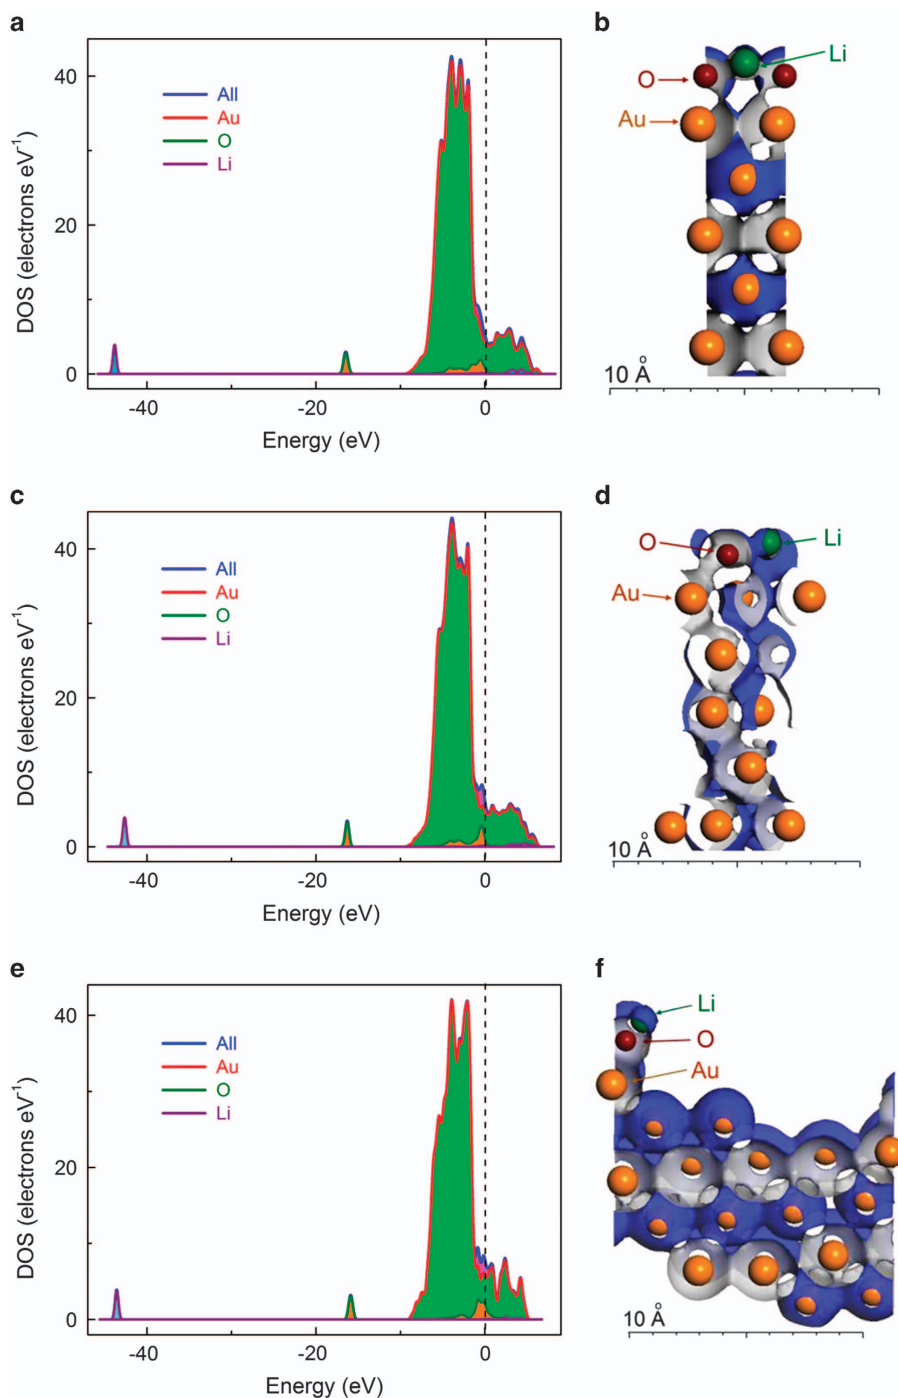 a
DOS (electrons eV⁻¹)
40
20
0
All
Au
O
Li
-40
-20
0
Energy (eV)
b
Li
O
Au
10 Å
c
DOS (electrons eV⁻¹)
40
20
0
All
Au
O
Li
-40
-20
0
Energy (eV)
d
O
Li
Au
10 Å
e
DOS (electrons eV⁻¹)
40
20
0
All
Au
O
Li
-40
-20
0
Energy (eV)
f
Li
O
Au
10 Å